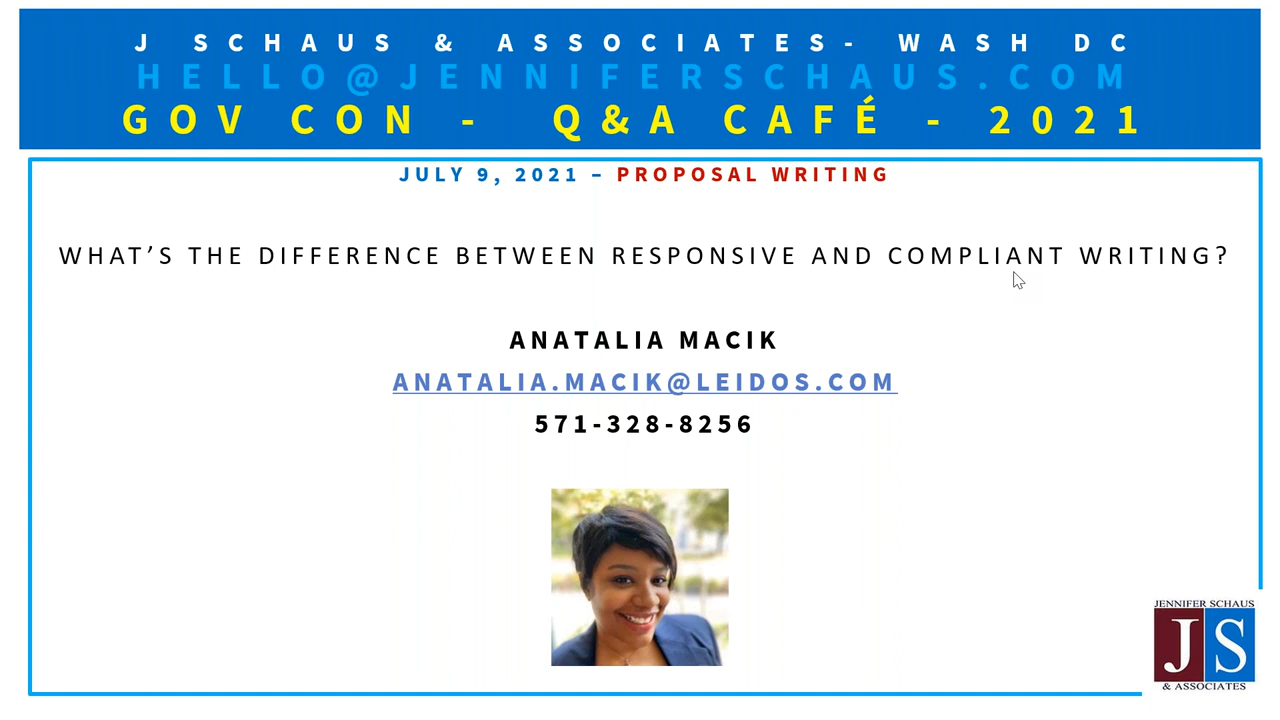 J SCHAUS & ASSOCIATES- WASH DC
HELLO@JENNIFERSCHAUS.COM
GOV CON - Q&A CAFÉ - 2021
JULY 9, 2021 – PROPOSAL WRITING
WHAT’S THE DIFFERENCE BETWEEN RESPONSIVE AND COMPLIANT WRITING?
ANATALIA MACIK
ANATALIA.MACIK@LEIDOS.COM
571-328-8256
JENNIFER SCHAUS
JS
& ASSOCIATES